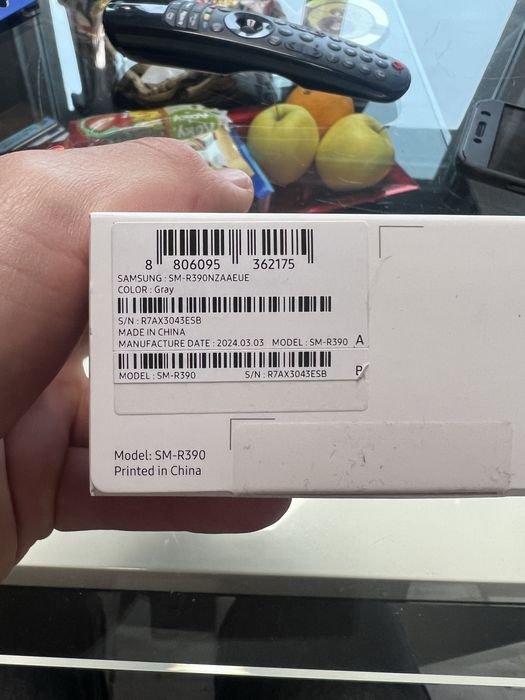 8 806095 362175
SAMSUNG : SM-R390NZAAEUE
COLOR : Gray
S/N : R7AX3043ESB
MADE IN CHINA
MANUFACTURE DATE : 2024.03.03 MODEL : SM-R390 A
MODEL : SM-R390 S/N : R7AX3043ESB B
Model: SM-R390
Printed in China